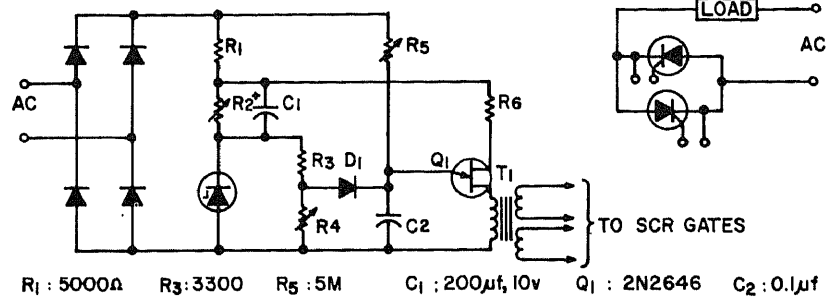 LOAD
AC
R1
R5
AC
R2
+
C1
R6
R3
D1
Q1
T1
R4
C2
TO SCR GATES
R1 : 5000Ω R3:3300 R5 :5M C1 ; 200μf, 10v Q1 : 2N2646 C2 : 0.1μf